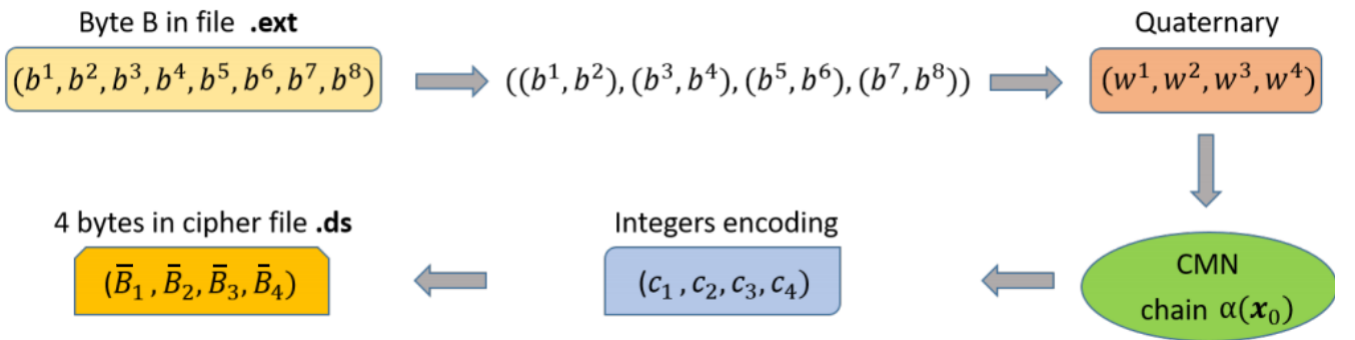 Byte B in file .ext
(b¹, b², b³, b⁴, b⁵, b⁶, b⁷, b⁸)
((b¹, b²), (b³, b⁴), (b⁵, b⁶), (b⁷, b⁸))
Quaternary
(w¹, w², w³, w⁴)
CMN
chain α(x₀)
Integers encoding
(c₁, c₂, c₃, c₄)
4 bytes in cipher file .ds
(B̄₁, B̄₂, B̄₃, B̄₄)